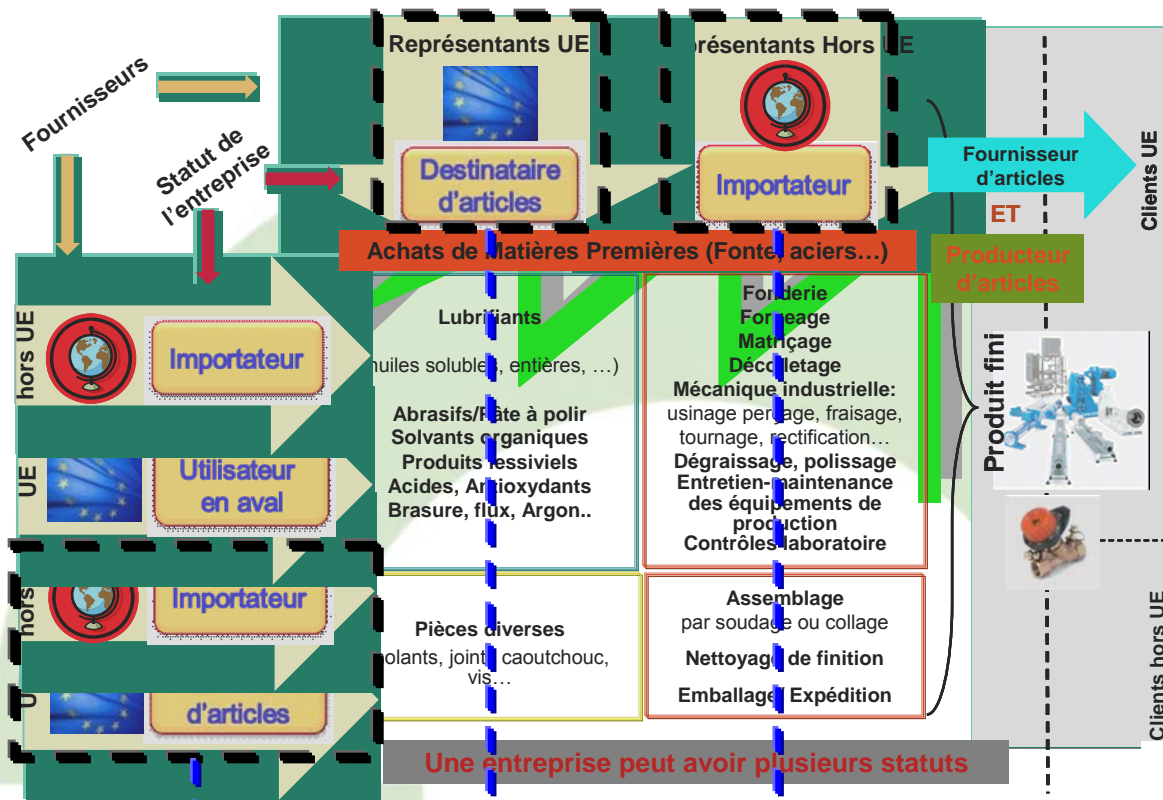 Représentants UE
présentants Hors UE
Fournisseurs
Statut de
l'entreprise
Destinataire
d'articles
Importateur
Fournisseur
d'articles
ET
Producteur
d'articles
Clients UE
Achats de Matières Premières (Fonte, aciers…)
hors UE
Importateur
UE
Utilisateur
en aval
hors
Importateur
U
d'articles
Lubrifiants
huiles solubles, entières, …)
Abrasifs/Pâte à polir
Solvants organiques
Produits lessiviels
Acides, Antioxydants
Brasure, flux, Argon..
Fonderie
Forgeage
Matriçage
Décolletage
Mécanique industrielle:
usinage perçage, fraisage,
tournage, rectification…
Dégraissage, polissage
Entretien-maintenance
des équipements de
production
Contrôles laboratoire
Pièces diverses
olants, joints caoutchouc,
vis…
Assemblage
par soudage ou collage
Nettoyage de finition
Emballage/ Expédition
Produit fini
Clients hors UE
Une entreprise peut avoir plusieurs statuts